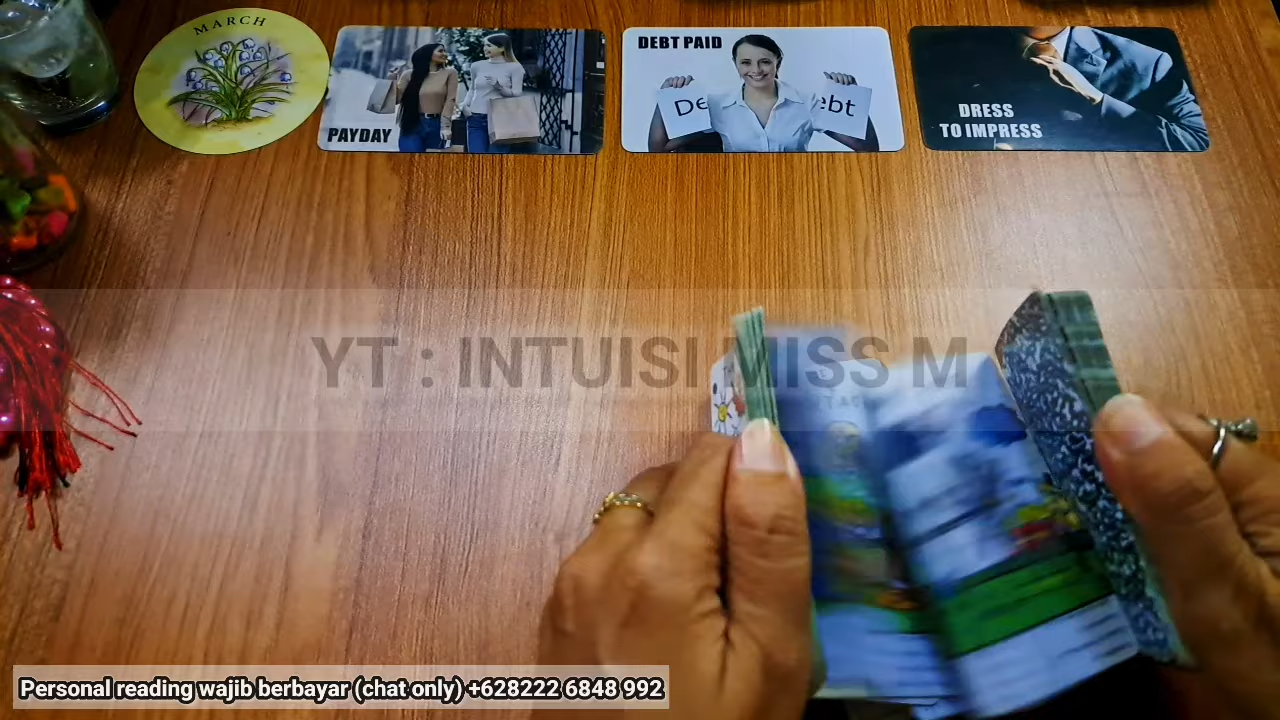 MARCH
PAYDAY
DEBT PAID
De
ebt
DRESS
TO IMPRESS
YT : INTUISI MISS M
Personal reading wajib berbayar (chat only) +628222 6848 992